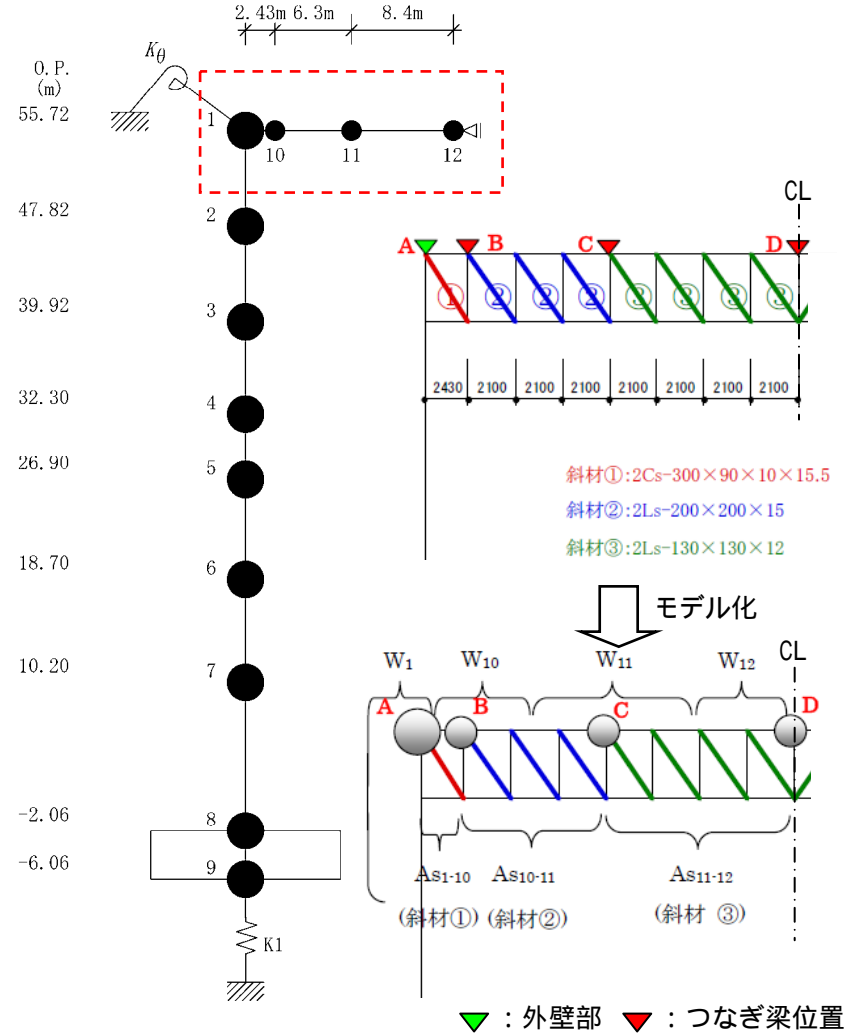 2.43m 6.3m 8.4m
Kθ
O.P.
(m)
55.72
1
10 11 12
47.82
2
CL
A B C D
39.92
3
① ② ② ② ③ ③ ③ ③
32.30
4
2430 2100 2100 2100 2100 2100 2100 2100
26.90
5
斜材①:2Cs-300×90×10×15.5
斜材②:2Ls-200×200×15
斜材③:2Ls-130×130×12
18.70
6
モデル化
10.20
7
W1 W10 W11 W12 CL
A B C D
-2.06
8
-6.06
9
As1-10 As10-11 As11-12
(斜材①) (斜材②) (斜材 ③)
K1
▼ : 外壁部 ▼ : つなぎ梁位置